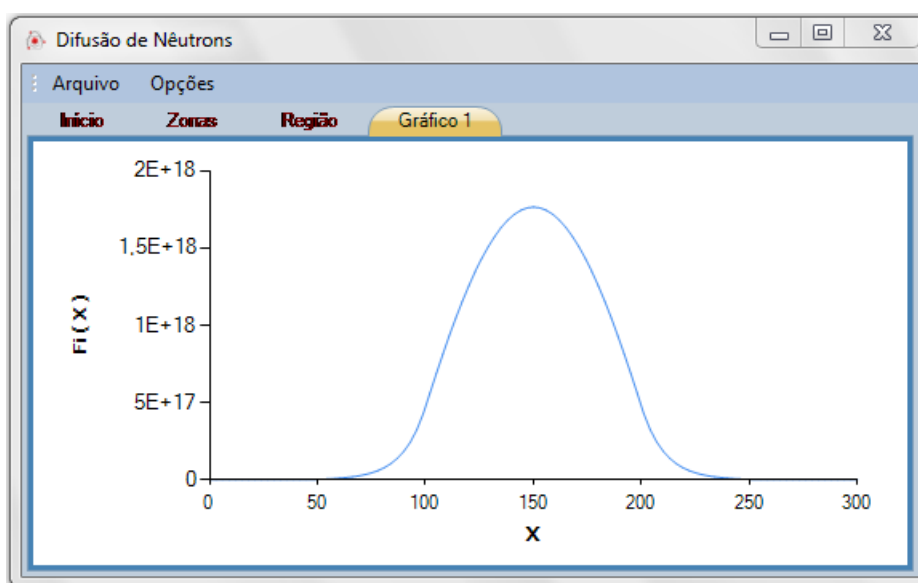 Difusão de Nêutrons
Arquivo Opções
Início Zonas Região Gráfico 1
2E+18
1,5E+18
1E+18
5E+17
0
Fi(X)
0 50 100 150 200 250 300
X